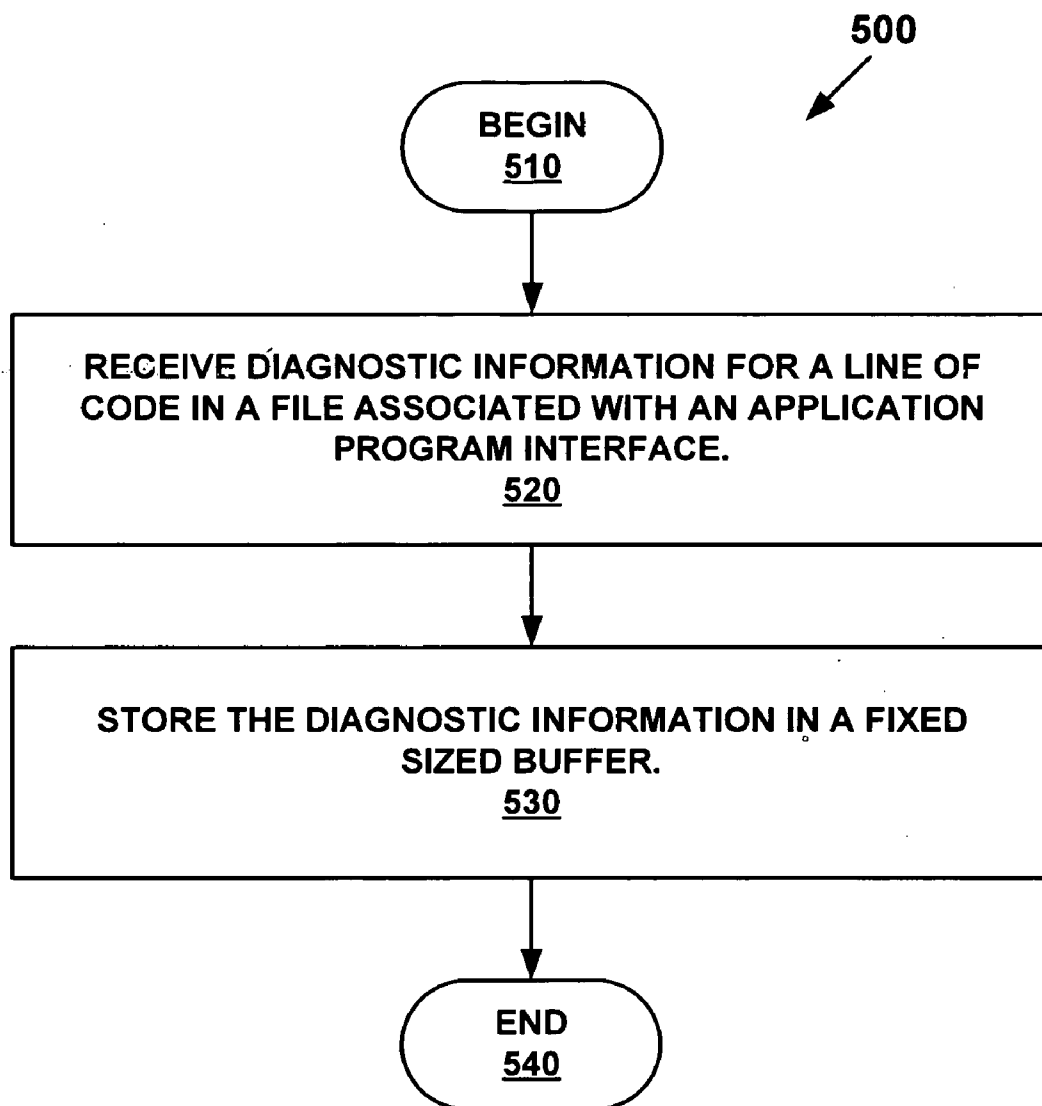 500
BEGIN
510
RECEIVE DIAGNOSTIC INFORMATION FOR A LINE OF
CODE IN A FILE ASSOCIATED WITH AN APPLICATION
PROGRAM INTERFACE.
520
STORE THE DIAGNOSTIC INFORMATION IN A FIXED
SIZED BUFFER.
530
END
540